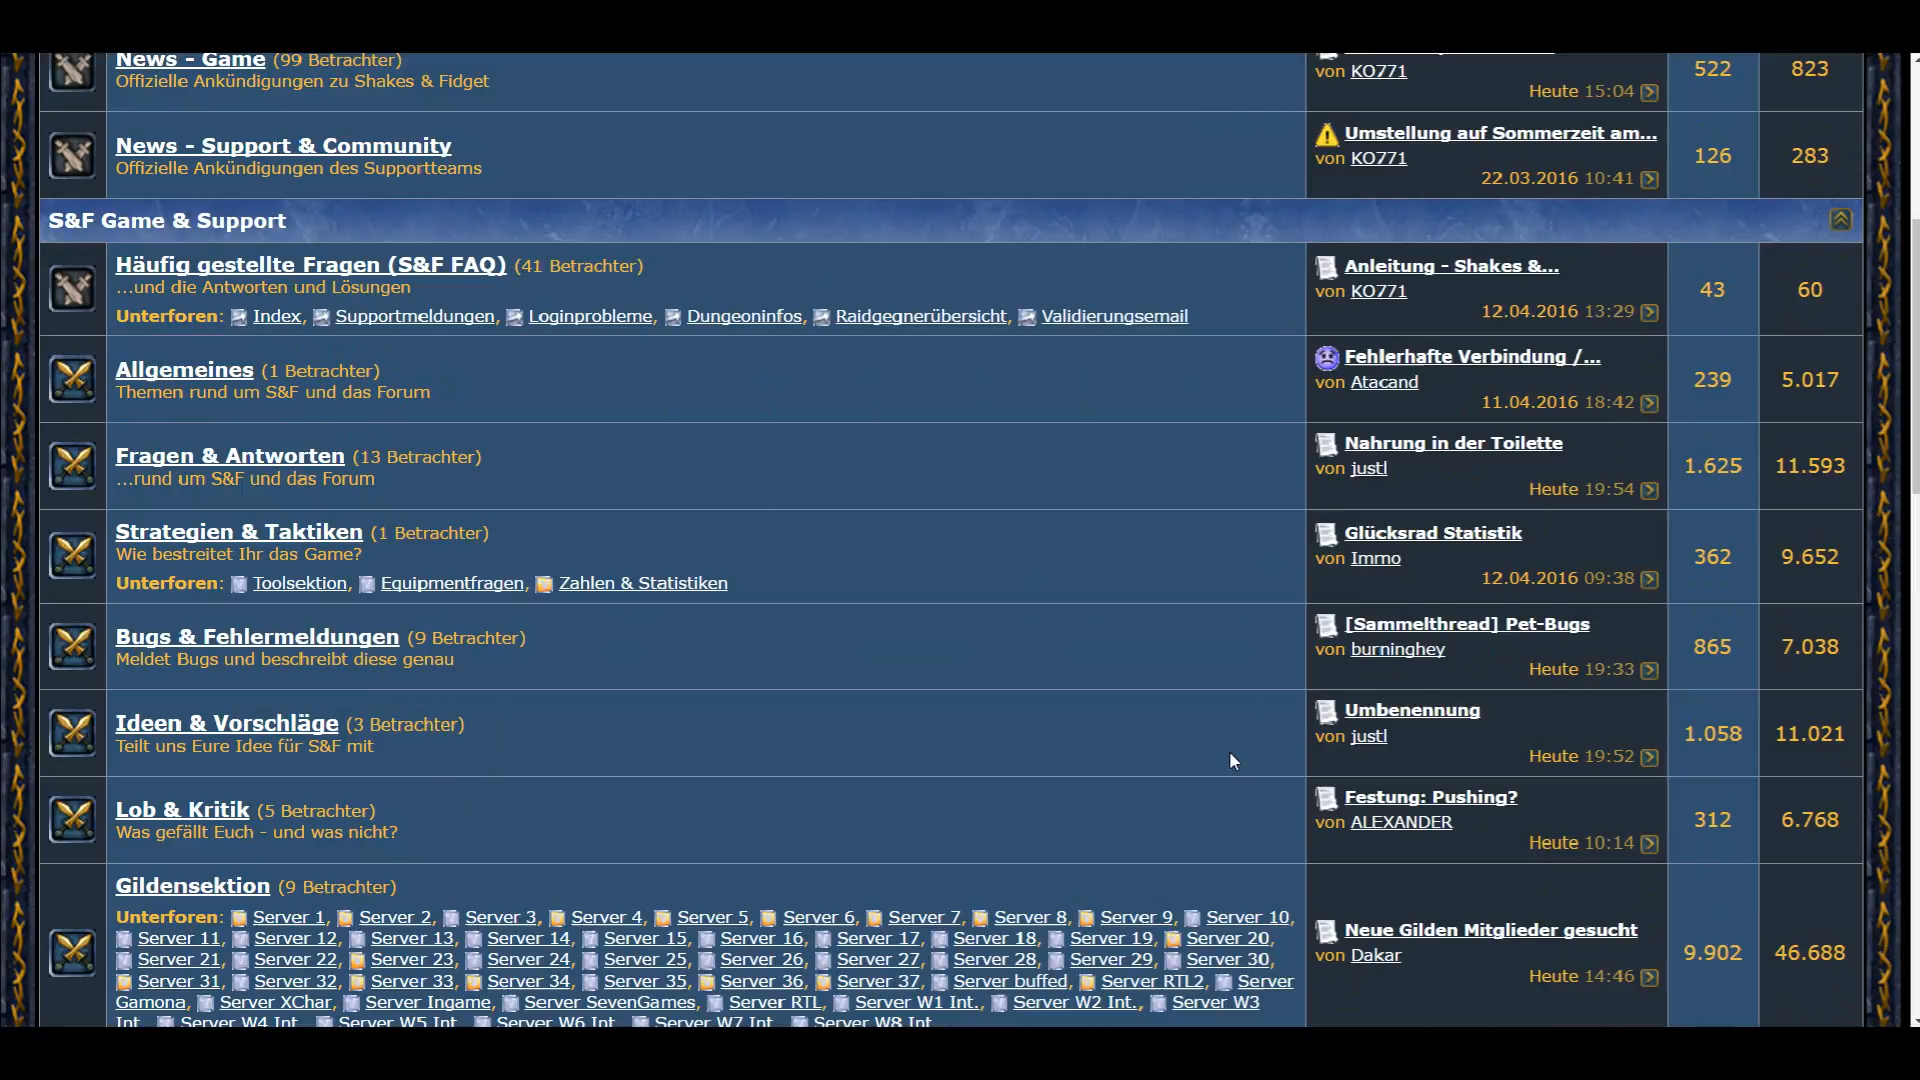 News - Game (99 Betrachter)
Offizielle Ankündigungen zu Shakes & Fidget
von KO771
Heute 15:04
522
823
News - Support & Community
Offizielle Ankündigungen des Supportteams
Umstellung auf Sommerzeit am...
von KO771
22.03.2016 10:41
126
283
S&F Game & Support
Häufig gestellte Fragen (S&F FAQ) (41 Betrachter)
...und die Antworten und Lösungen
Unterforen: Index, Supportmeldungen, Loginprobleme, Dungeoninfos, Raidgegnerübersicht, Validierungsemail
Anleitung - Shakes &...
von KO771
12.04.2016 13:29
43
60
Allgemeines (1 Betrachter)
Themen rund um S&F und das Forum
Fehlerhafte Verbindung /...
von Atacand
11.04.2016 18:42
239
5.017
Fragen & Antworten (13 Betrachter)
...rund um S&F und das Forum
Nahrung in der Toilette
von justl
Heute 19:54
1.625
11.593
Strategien & Taktiken (1 Betrachter)
Wie bestreitet Ihr das Game?
Unterforen: Toolsektion, Equipmentfragen, Zahlen & Statistiken
Glücksrad Statistik
von Immo
12.04.2016 09:38
362
9.652
Bugs & Fehlermeldungen (9 Betrachter)
Meldet Bugs und beschreibt diese genau
[Sammelthread] Pet-Bugs
von burninghey
Heute 19:33
865
7.038
Ideen & Vorschläge (3 Betrachter)
Teilt uns Eure Idee für S&F mit
Umbenennung
von justl
Heute 19:52
1.058
11.021
Lob & Kritik (5 Betrachter)
Was gefällt Euch - und was nicht?
Festung: Pushing?
von ALEXANDER
Heute 10:14
312
6.768
Gildensektion (9 Betrachter)
Unterforen: Server 1, Server 2, Server 3, Server 4, Server 5, Server 6, Server 7, Server 8, Server 9, Server 10,
Server 11, Server 12, Server 13, Server 14, Server 15, Server 16, Server 17, Server 18, Server 19, Server 20,
Server 21, Server 22, Server 23, Server 24, Server 25, Server 26, Server 27, Server 28, Server 29, Server 30,
Server 31, Server 32, Server 33, Server 34, Server 35, Server 36, Server 37, Server buffed, Server RTL2, Server
Gamona, Server XChar, Server Ingame, Server SevenGames, Server RTL, Server W1 Int., Server W2 Int., Server W3
Int., Server W4 Int., Server W5 Int., Server W6 Int., Server W7 Int., Server W8 Int.
Neue Gilden Mitglieder gesucht
von Dakar
Heute 14:46
9.902
46.688